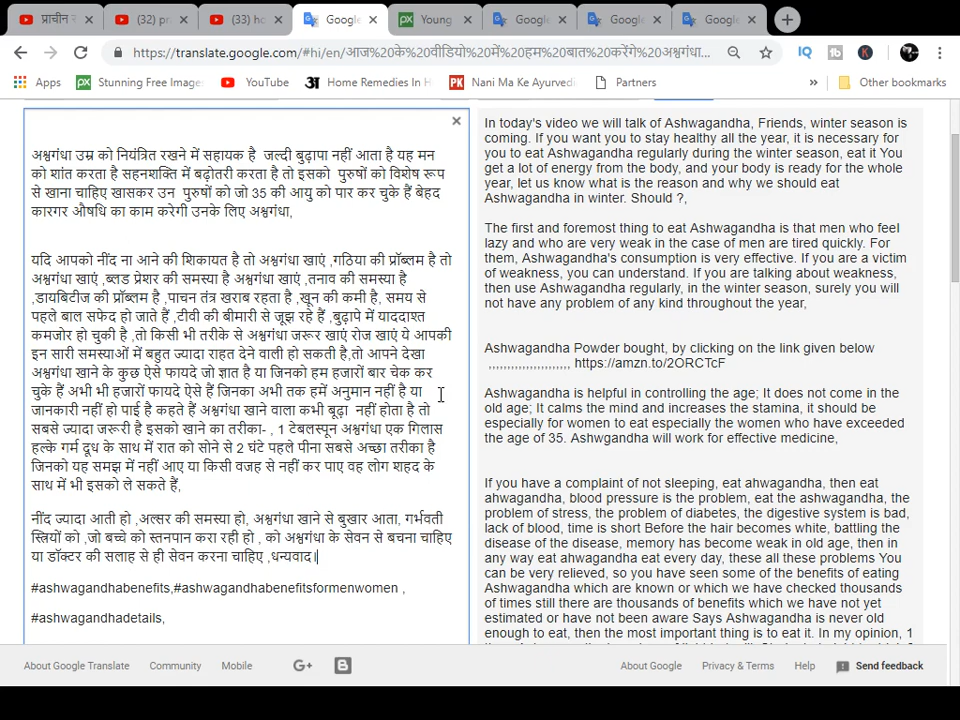 (32)
(33)
Google
Young
Google
Google
Google
https://translate.google.com/#hi/en/आज%20के%20वीडियो%20में%20हम%20बात%20करेंगे%20अश्वगंधा...
Apps
Stunning Free Images
YouTube
Home Remedies In H
Nani Ma Ke Ayurved
Partners
»
Other bookmarks
अश्वगंधा उम्र को नियंत्रित रखने में सहायक है जल्दी बुढ़ापा नहीं आता है यह मन
को शांत करता है सहनशक्ति में बढ़ोतरी करता है तो इसको पुरुषों को विशेष रूप
से खाना चाहिए खासकर उन पुरुषों को जो 35 की आयु को पार कर चुके हैं बेहद
कारगर औषधि का काम करेगी उनके लिए अश्वगंधा,
यदि आपको नींद ना आने की शिकायत है तो अश्वगंधा खाएं ,गठिया की प्रॉब्लम है तो
अश्वगंधा खाएं ,ब्लड प्रेशर की समस्या है अश्वगंधा खाएं ,तनाव की समस्या है
,डायबिटीज की प्रॉब्लम है ,पाचन तंत्र खराब रहता है ,खून की कमी है, समय से
पहले बाल सफेद हो जाते हैं ,टीवी की बीमारी से जूझ रहे हैं ,बुढ़ापे में याददाश्त
कमजोर हो चुकी है ,तो किसी भी तरीके से अश्वगंधा जरूर खाएं रोज खाएं ये आपकी
इन सारी समस्याओं में बहुत ज्यादा राहत देने वाली हो सकती है,तो आपने देखा
अश्वगंधा खाने के कुछ ऐसे फायदे जो ज्ञात है या जिनको हम हजारों बार चेक कर
चुके हैं अभी भी हजारों फायदे ऐसे हैं जिनका अभी तक हमें अनुमान नहीं है या
जानकारी नहीं हो पाई है कहते हैं अश्वगंधा खाने वाला कभी बूढ़ा नहीं होता है तो
सबसे ज्यादा जरूरी है इसको खाने का तरीका- , 1 टेबलस्पून अश्वगंधा एक गिलास
हल्के गर्म दूध के साथ में रात को सोने से 2 घंटे पहले पीना सबसे अच्छा तरीका है
जिनको यह समझ में नहीं आए या किसी वजह से नहीं कर पाए वह लोग शहद के
साथ में भी इसको ले सकते हैं,
नींद ज्यादा आती हो ,अल्सर की समस्या हो, अश्वगंधा खाने से बुखार आता, गर्भवती
स्त्रियों को ,जो बच्चे को स्तनपान करा रही हो , को अश्वगंधा के सेवन से बचना चाहिए
या डॉक्टर की सलाह से ही सेवन करना चाहिए ,धन्यवाद।
#ashwagandhabenefits,#ashwagandhabenefitsformenwomen ,
#ashwagandhadetails,
In today's video we will talk of Ashwagandha, Friends, winter season is
coming. If you want you to stay healthy all the year, it is necessary for
you to eat Ashwagandha regularly during the winter season, eat it You
get a lot of energy from the body, and your body is ready for the whole
year, let us know what is the reason and why we should eat
Ashwagandha in winter. Should ?,
The first and foremost thing to eat Ashwagandha is that men who feel
lazy and who are very weak in the case of men are tired quickly. For
them, Ashwagandha's consumption is very effective. If you are a victim
of weakness, you can understand. If you are talking about weakness,
then use Ashwagandha regularly, in the winter season, surely you will
not have any problem of any kind throughout the year,
Ashwagandha Powder bought, by clicking on the link given below
,,,,,,,,,,,,,,,,,,,,,,, https://amzn.to/2ORCTcF
Ashwagandha is helpful in controlling the age; It does not come in the
old age; It calms the mind and increases the stamina, it should be
especially for women to eat especially the women who have exceeded
the age of 35. Ashwgandha will work for effective medicine,
If you have a complaint of not sleeping, eat ahwagandha, then eat
ahwagandha, blood pressure is the problem, eat the ashwagandha, the
problem of stress, the problem of diabetes, the digestive system is bad,
lack of blood, time is short Before the hair becomes white, battling the
disease of the disease, memory has become weak in old age, then in
any way eat ahwagandha eat every day, these all these problems You
can be very relieved, so you have seen some of the benefits of eating
Ashwagandha which are known or which we have checked thousands
of times still there are thousands of benefits which we have not yet
estimated or have not been aware Says Ashwagandha is never old
enough to eat, then the most important thing is to eat it. In my opinion, 1
About Google Translate
Community
Mobile
G+
About Google
Privacy & Terms
Help
Send feedback